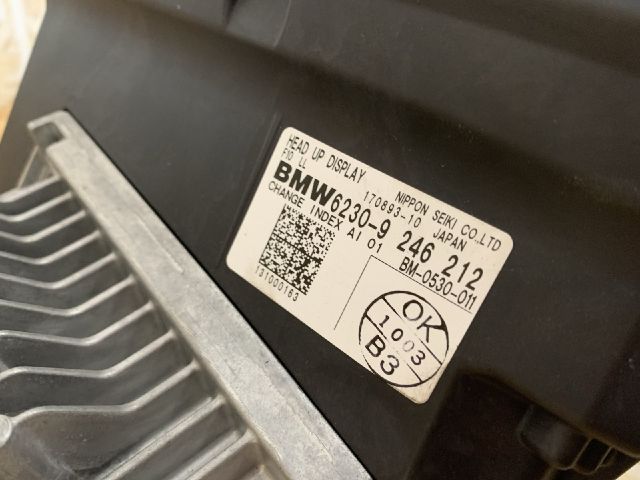 HEAD UP DISPLAY NIPPON SEIKI CO.,LTD
F10 LL 170893-10 JAPAN
BMW 6230-9 246 212
CHANGE INDEX AI 01 BM-0530-011
131000163
OK
1003
B3